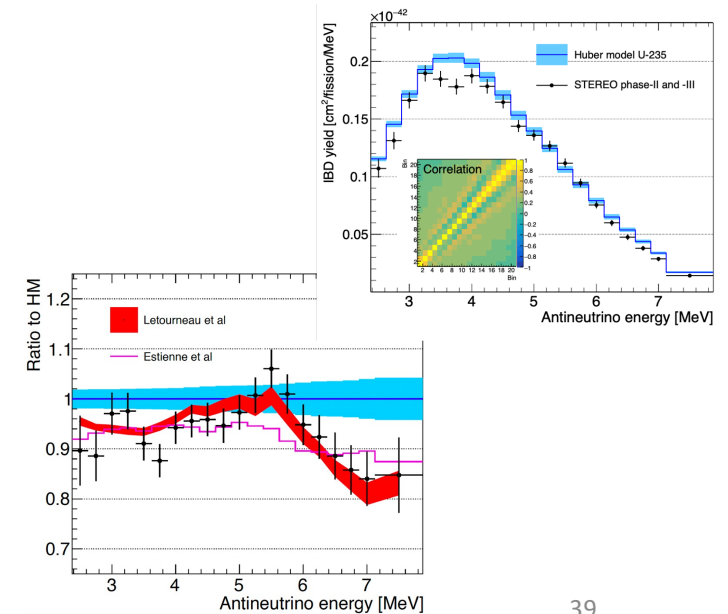 ×10⁻⁴²
IBD yield [cm²/fission/MeV]
0.2
0.15
0.1
0.05
Huber model U-235
STEREO phase-II and -III
Correlation
Bin
20
18
16
14
12
10
8
6
4
2
2 4 6 8 10 12 14 16 18 20
Bin
1
0.8
0.6
0.4
0.2
0
−0.2
−0.4
−0.6
−0.8
−1
3 4 5 6 7
Antineutrino energy [MeV]
Ratio to HM
1.2
1.1
1
0.9
0.8
0.7
Letourneau et al
Estienne et al
3 4 5 6 7
Antineutrino energy [MeV]
39